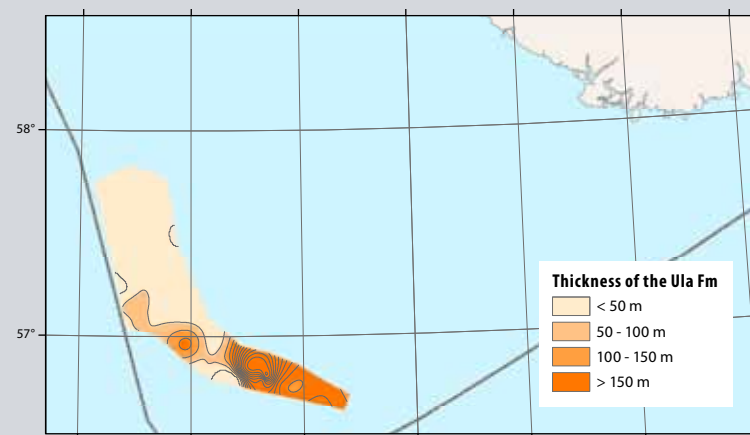 58°
57°
Thickness of the Ula Fm
< 50 m
50 - 100 m
100 - 150 m
> 150 m